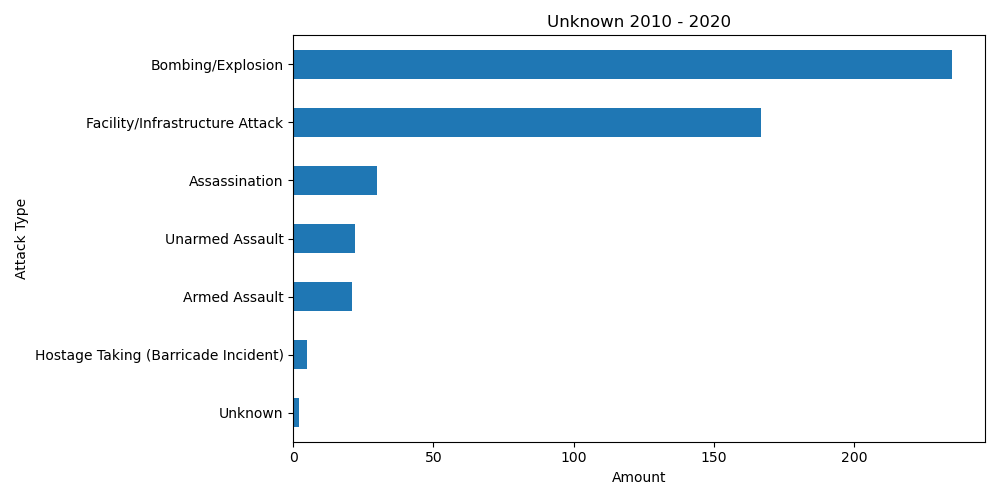 Unknown 2010 - 2020
Attack Type
Bombing/Explosion
Facility/Infrastructure Attack
Assassination
Unarmed Assault
Armed Assault
Hostage Taking (Barricade Incident)
Unknown
0 50 100 150 200
Amount